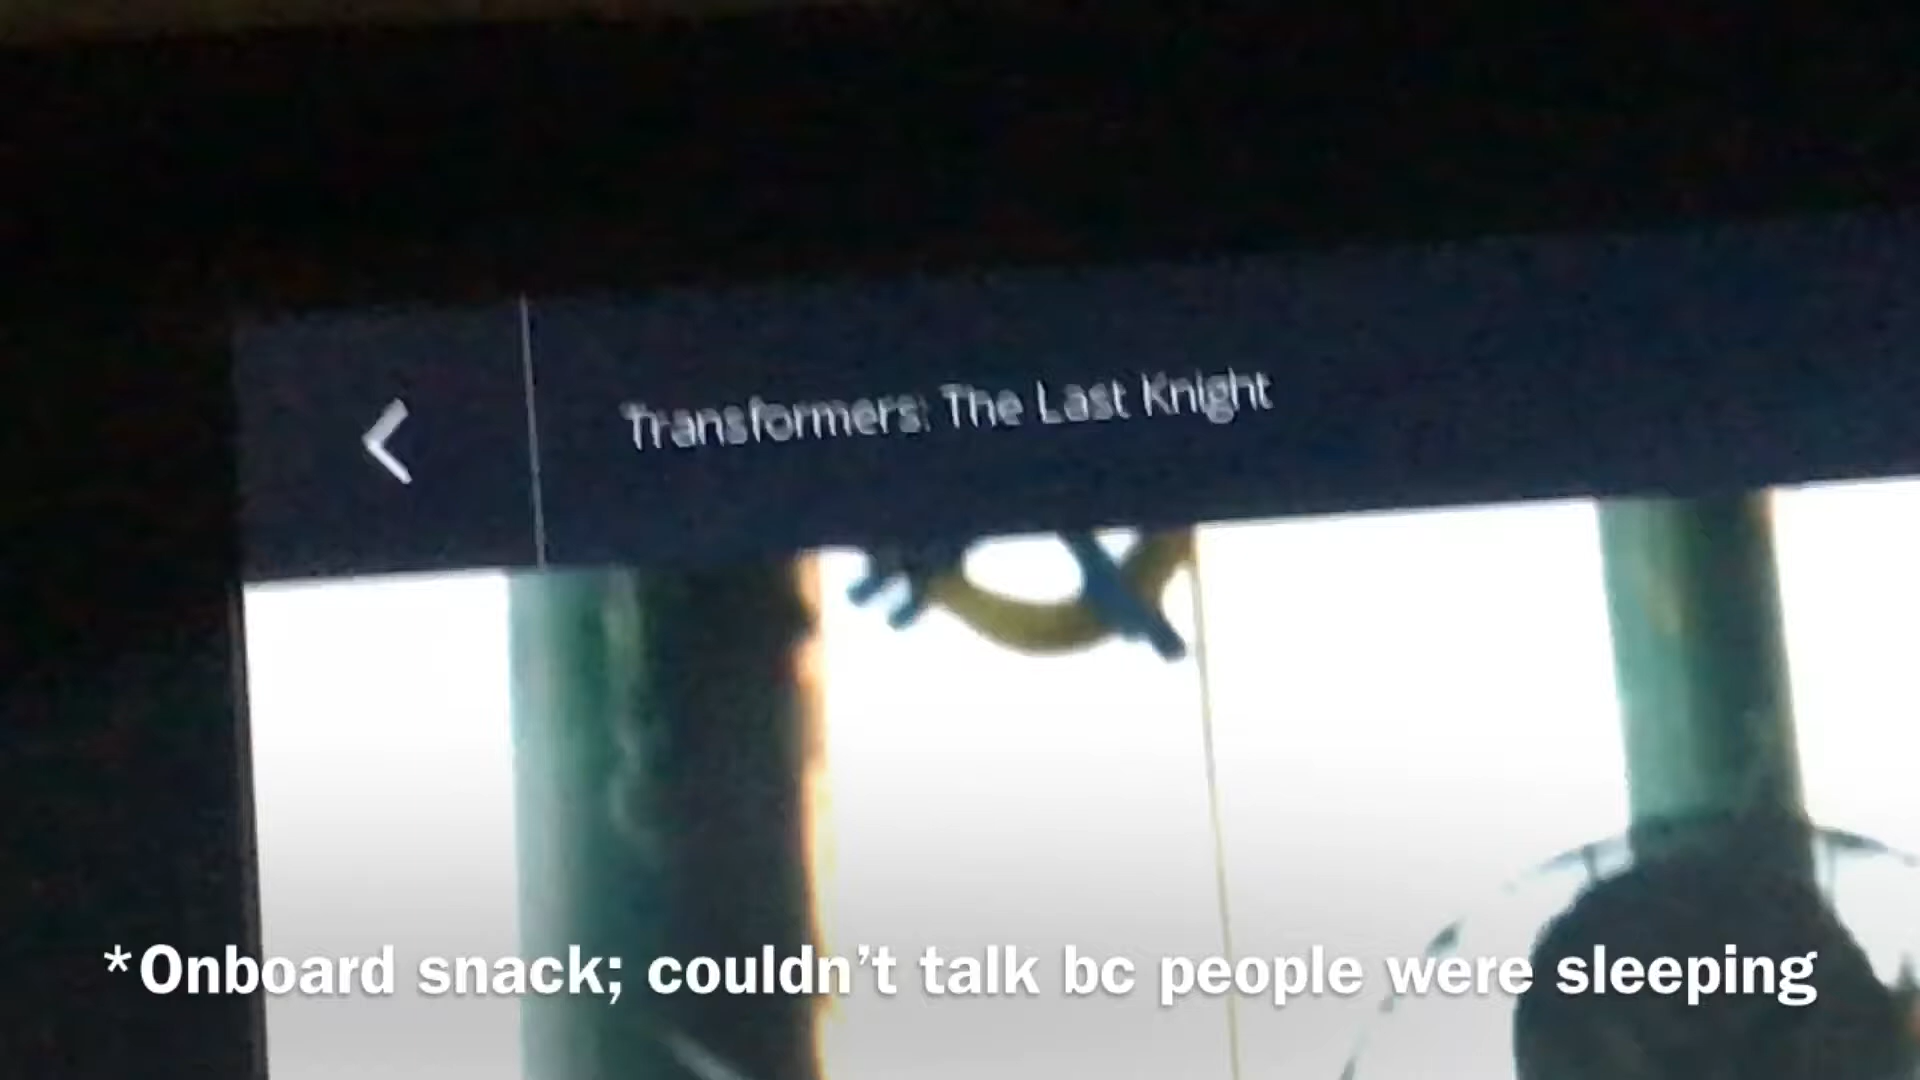 Transformers: The Last Knight
*Onboard snack; couldn't talk bc people were sleeping